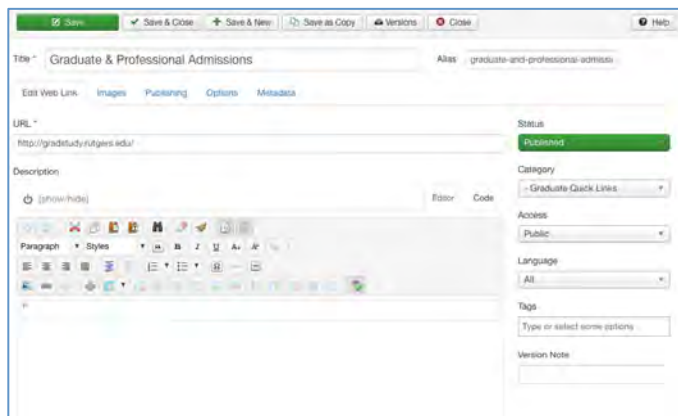 Save Save & Close Save & New Save as Copy Versions Close Help
Title * Graduate & Professional Admissions Alias graduate-and-professional-admissi
Edit Web Link Images Publishing Options Metadata
URL *
http://gradstudy.rutgers.edu/
Status
Published
Description
Category
- Graduate Quick Links
[show/hide] Editor Code
Access
Public
Paragraph Styles
Language
All
Tags
Type or select some options
Version Note